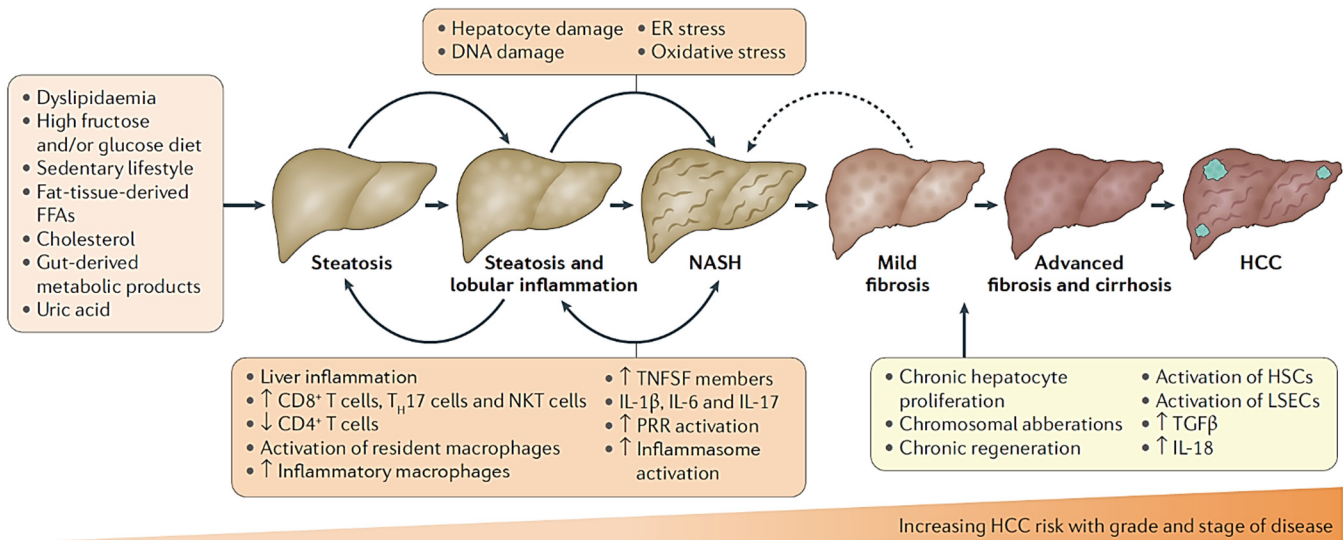 • Hepatocyte damage
• DNA damage
• ER stress
• Oxidative stress
• Dyslipidaemia
• High fructose
and/or glucose diet
• Sedentary lifestyle
• Fat-tissue-derived
FFAs
• Cholesterol
• Gut-derived
metabolic products
• Uric acid
Steatosis
Steatosis and
lobular inflammation
NASH
Mild
fibrosis
Advanced
fibrosis and cirrhosis
HCC
• Liver inflammation
• ↑ CD8⁺ T cells, T_H17 cells and NKT cells
• ↓ CD4⁺ T cells
• Activation of resident macrophages
• ↑ Inflammatory macrophages
• ↑ TNFSF members
• IL-1β, IL-6 and IL-17
• ↑ PRR activation
• ↑ Inflammasome
activation
• Chronic hepatocyte
proliferation
• Chromosomal abberations
• Chronic regeneration
• Activation of HSCs
• Activation of LSECs
• ↑ TGFβ
• ↑ IL-18
Increasing HCC risk with grade and stage of disease